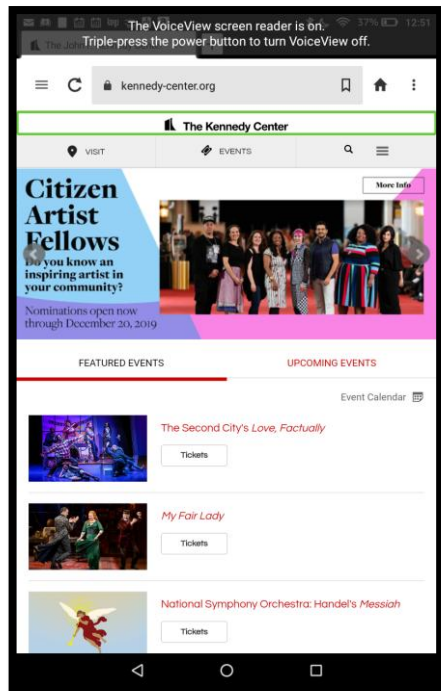 The VoiceView screen reader is on.
37% 12:51
Triple-press the power button to turn VoiceView off.
kennedy-center.org
The Kennedy Center
VISIT
EVENTS
Citizen
Artist
Fellows
More Info
Do you know an
inspiring artist in
your community?
Nominations open now
through December 20, 2019
FEATURED EVENTS
UPCOMING EVENTS
Event Calendar
The Second City's Love, Factually
Tickets
My Fair Lady
Tickets
National Symphony Orchestra: Handel's Messiah
Tickets